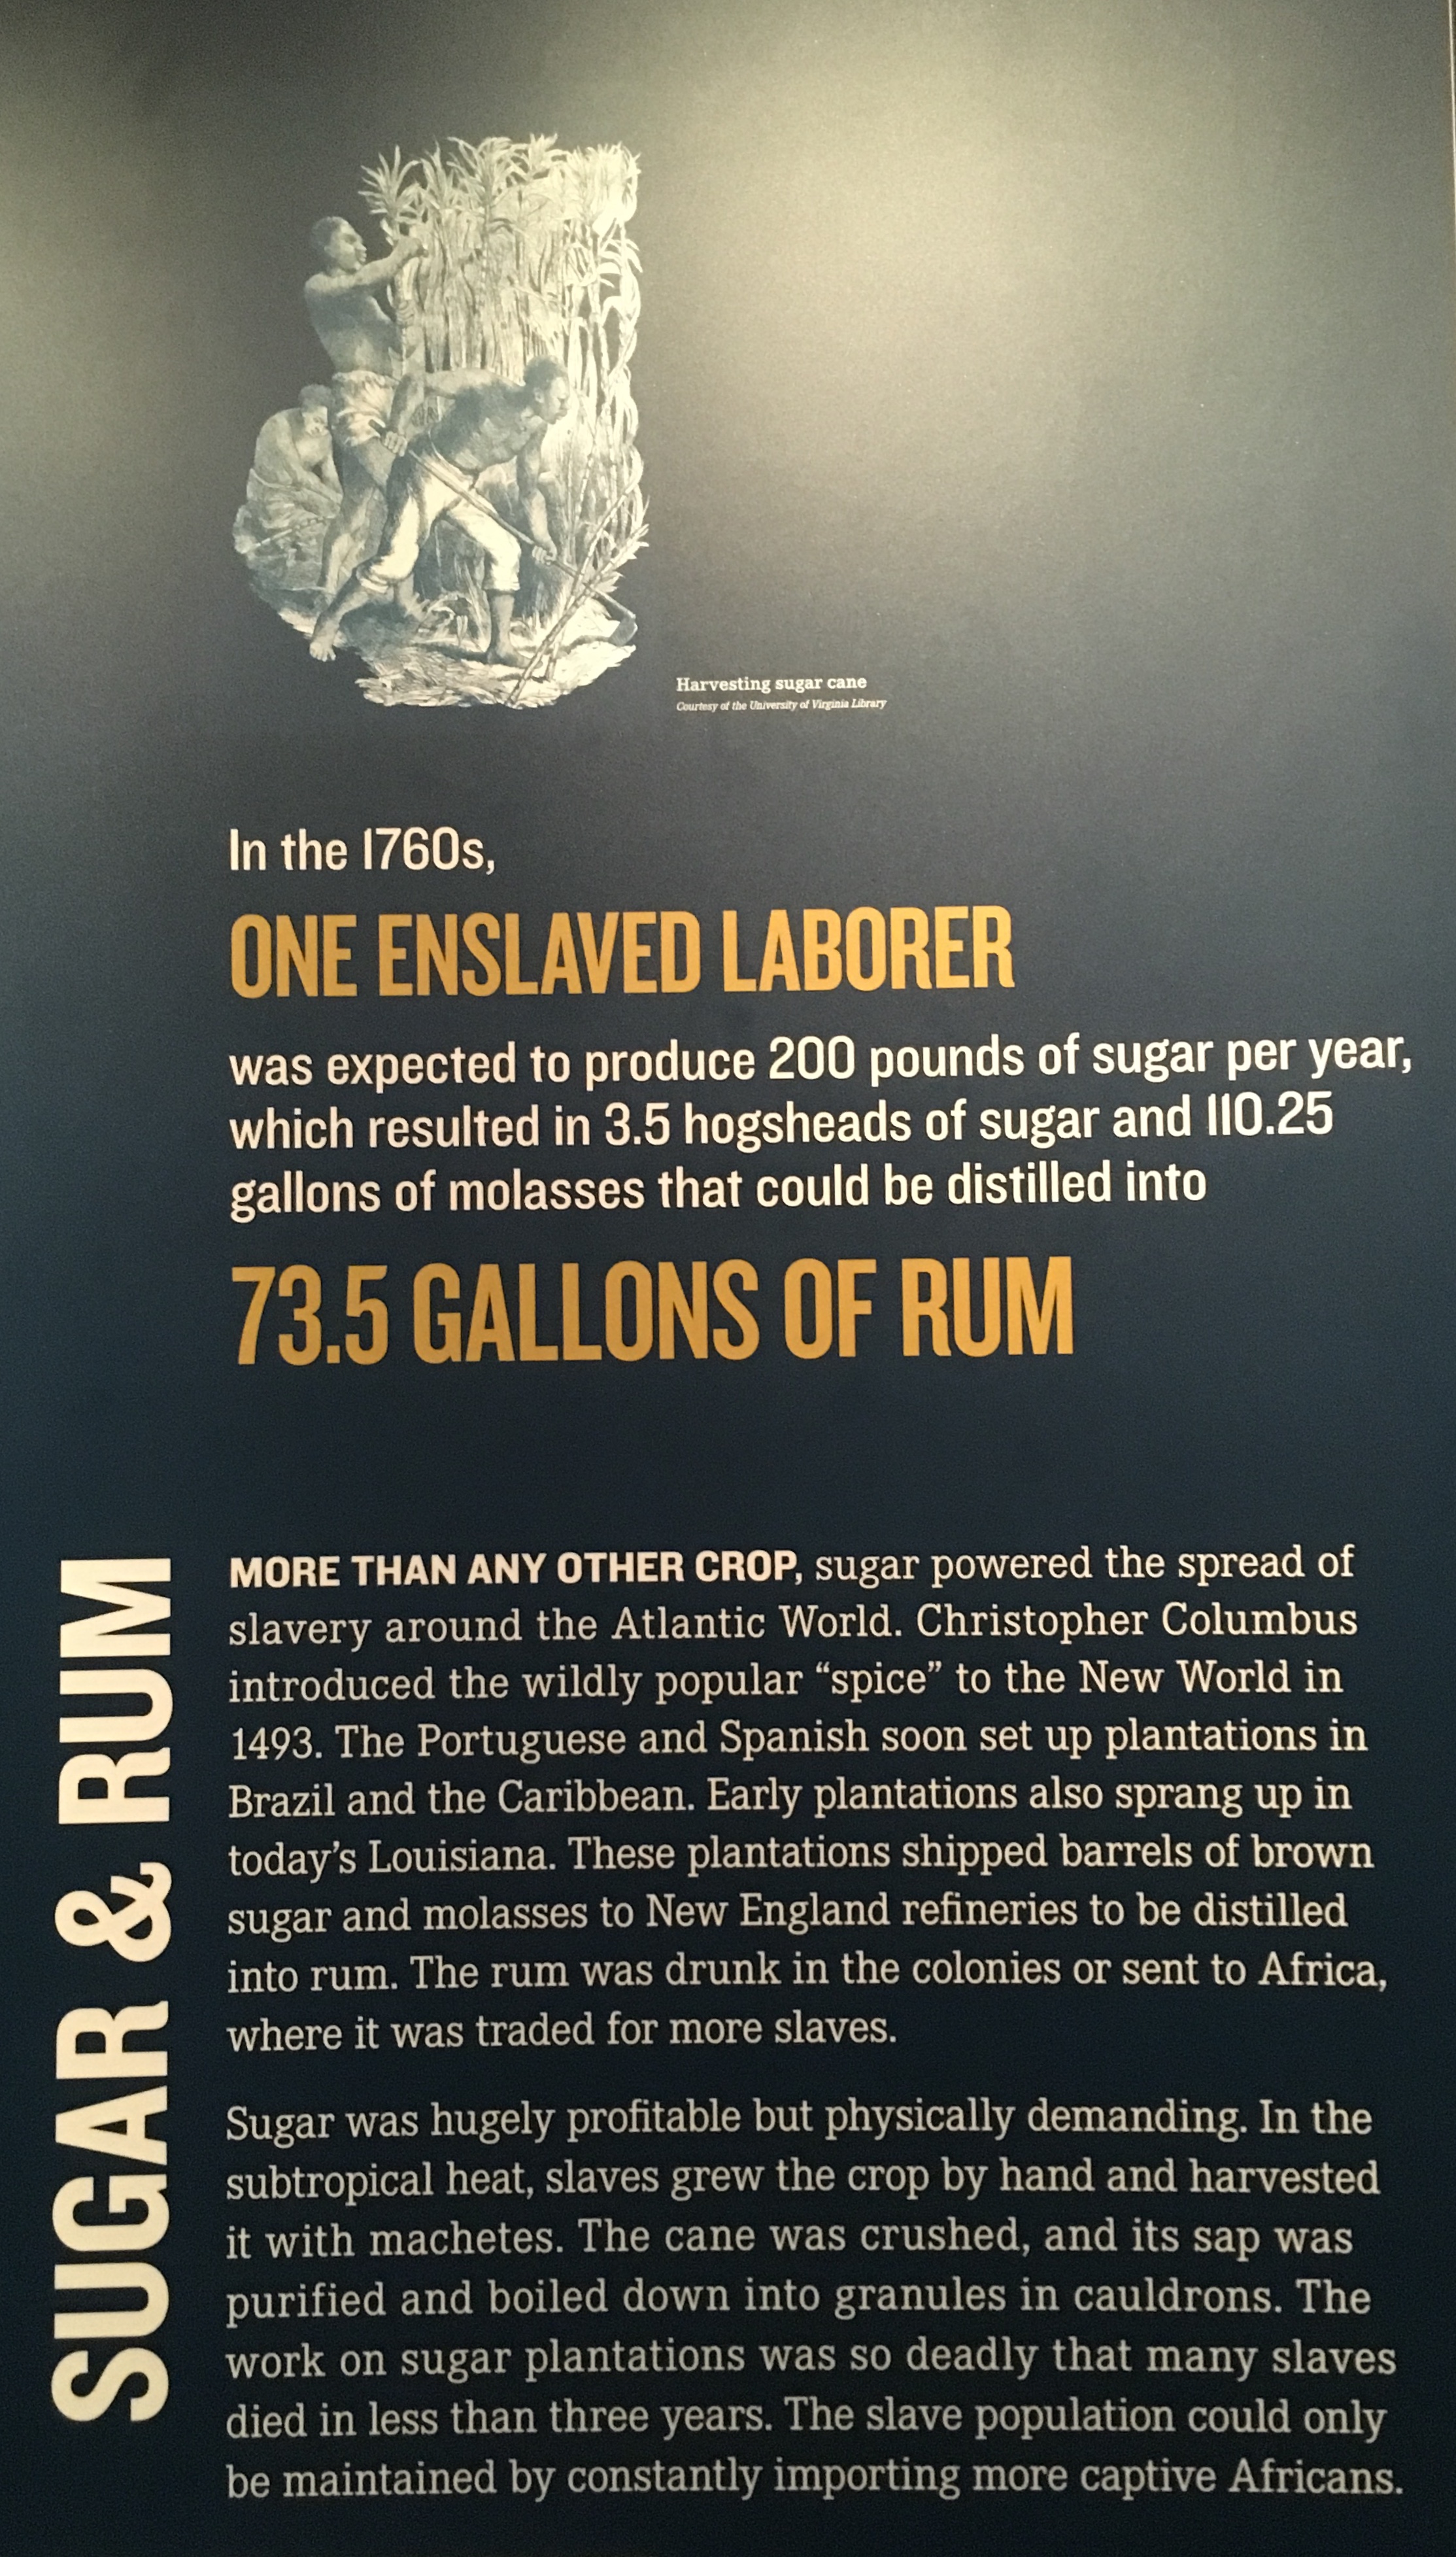 Harvesting sugar cane
Courtesy of the University of Virginia Library
In the 1760s,
ONE ENSLAVED LABORER
was expected to produce 200 pounds of sugar per year,
which resulted in 3.5 hogsheads of sugar and 110.25
gallons of molasses that could be distilled into
73.5 GALLONS OF RUM
SUGAR & RUM
MORE THAN ANY OTHER CROP, sugar powered the spread of
slavery around the Atlantic World. Christopher Columbus
introduced the wildly popular “spice” to the New World in
1493. The Portuguese and Spanish soon set up plantations in
Brazil and the Caribbean. Early plantations also sprang up in
today’s Louisiana. These plantations shipped barrels of brown
sugar and molasses to New England refineries to be distilled
into rum. The rum was drunk in the colonies or sent to Africa,
where it was traded for more slaves.
Sugar was hugely profitable but physically demanding. In the
subtropical heat, slaves grew the crop by hand and harvested
it with machetes. The cane was crushed, and its sap was
purified and boiled down into granules in cauldrons. The
work on sugar plantations was so deadly that many slaves
died in less than three years. The slave population could only
be maintained by constantly importing more captive Africans.